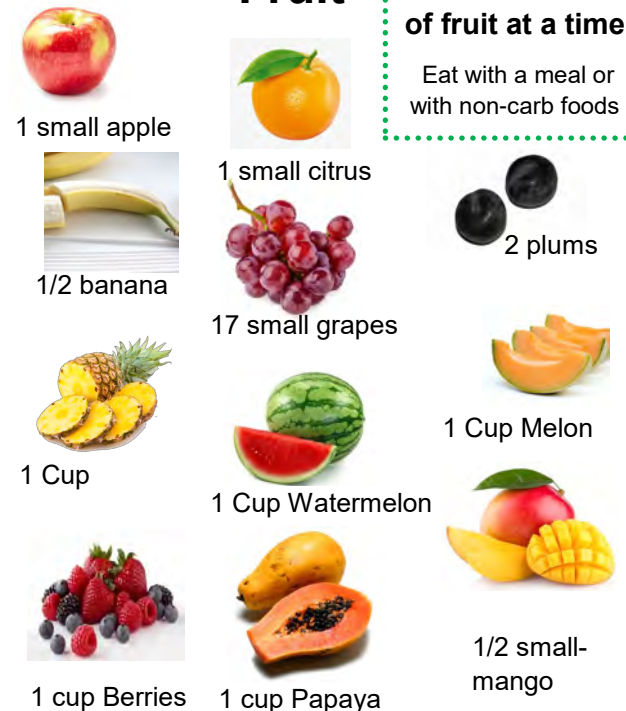 Fruit
of fruit at a time
Eat with a meal or
with non-carb foods
1 small apple
1 small citrus
2 plums
1/2 banana
17 small grapes
1 Cup Melon
1 Cup
1 Cup Watermelon
1/2 small-
mango
1 cup Berries
1 cup Papaya